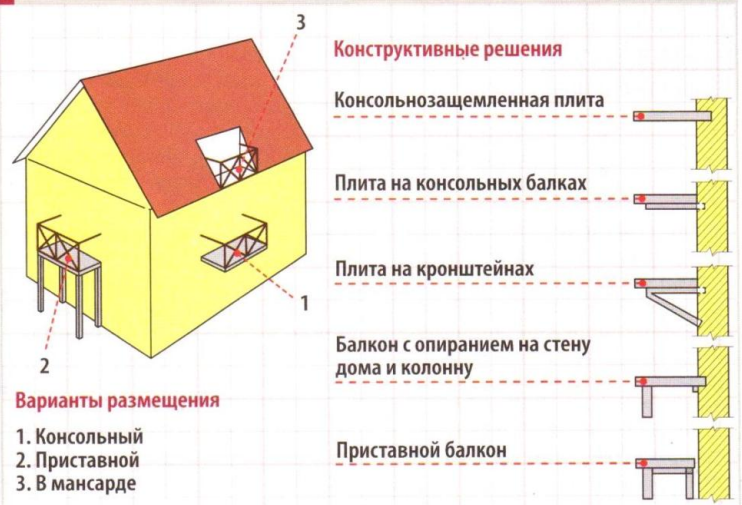 3
1
2
Варианты размещения
1. Консольный
2. Приставной
3. В мансарде
Конструктивные решения
Консольнозащемленная плита
Плита на консольных балках
Плита на кронштейнах
Балкон с опиранием на стену
дома и колонну
Приставной балкон